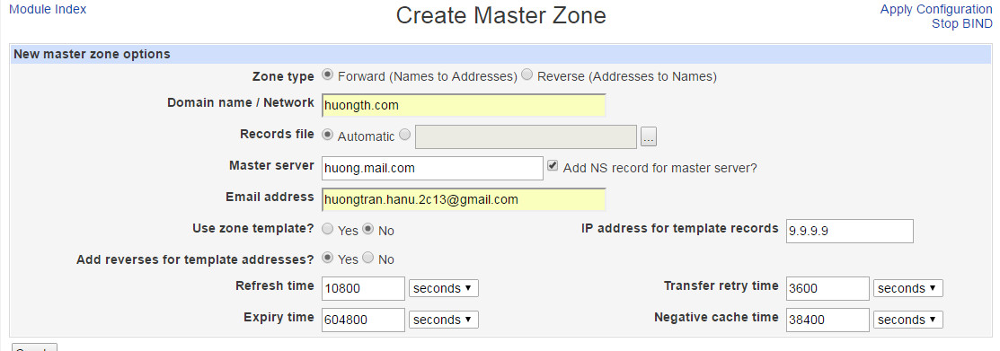 Module Index
Create Master Zone
Apply Configuration
Stop BIND
New master zone options
Zone type Forward (Names to Addresses) Reverse (Addresses to Names)
Domain name / Network huongth.com
Records file Automatic ...
Master server huong.mail.com Add NS record for master server?
Email address huongtran.hanu.2c13@gmail.com
Use zone template? Yes No IP address for template records 9.9.9.9
Add reverses for template addresses? Yes No
Refresh time 10800 seconds Transfer retry time 3600 seconds
Expiry time 604800 seconds Negative cache time 38400 seconds